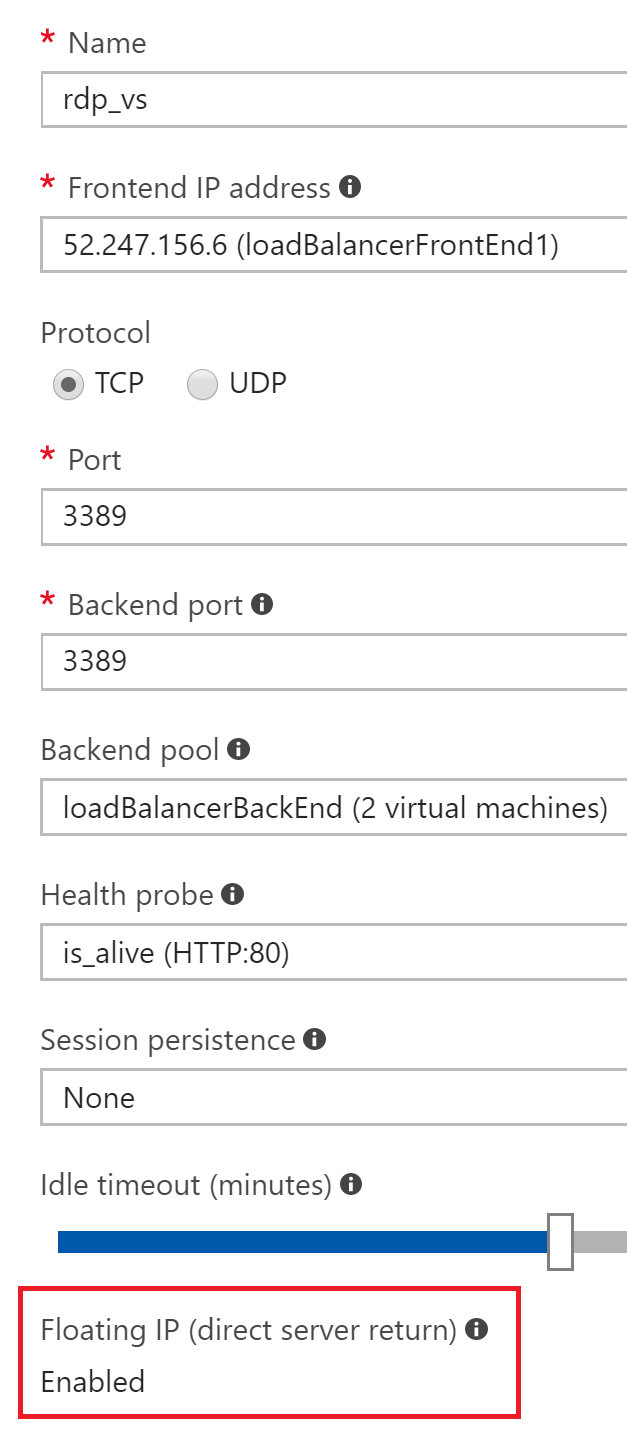 * Name
rdp_vs
* Frontend IP address
52.247.156.6 (loadBalancerFrontEnd1)
Protocol
TCP UDP
* Port
3389
* Backend port
3389
Backend pool
loadBalancerBackEnd (2 virtual machines)
Health probe
is_alive (HTTP:80)
Session persistence
None
Idle timeout (minutes)
Floating IP (direct server return)
Enabled